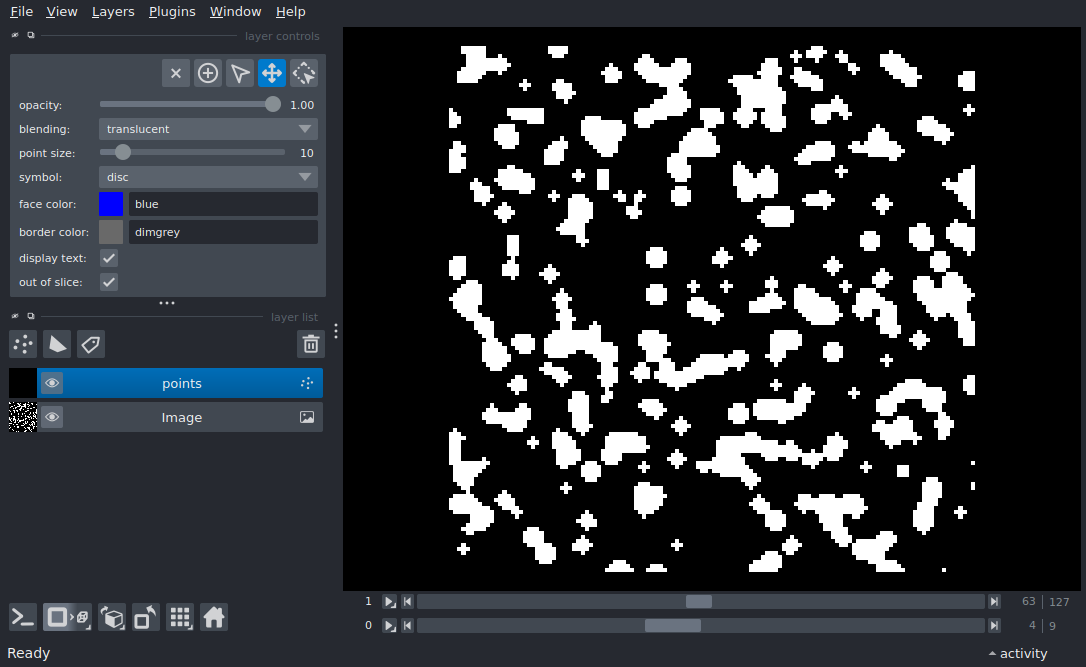 File View Layers Plugins Window Help
layer controls
opacity: 1.00
blending: translucent
point size: 10
symbol: disc
face color: blue
border color: dimgrey
display text:
out of slice:
layer list
points
Image
1 63 127
0 4 9
Ready activity